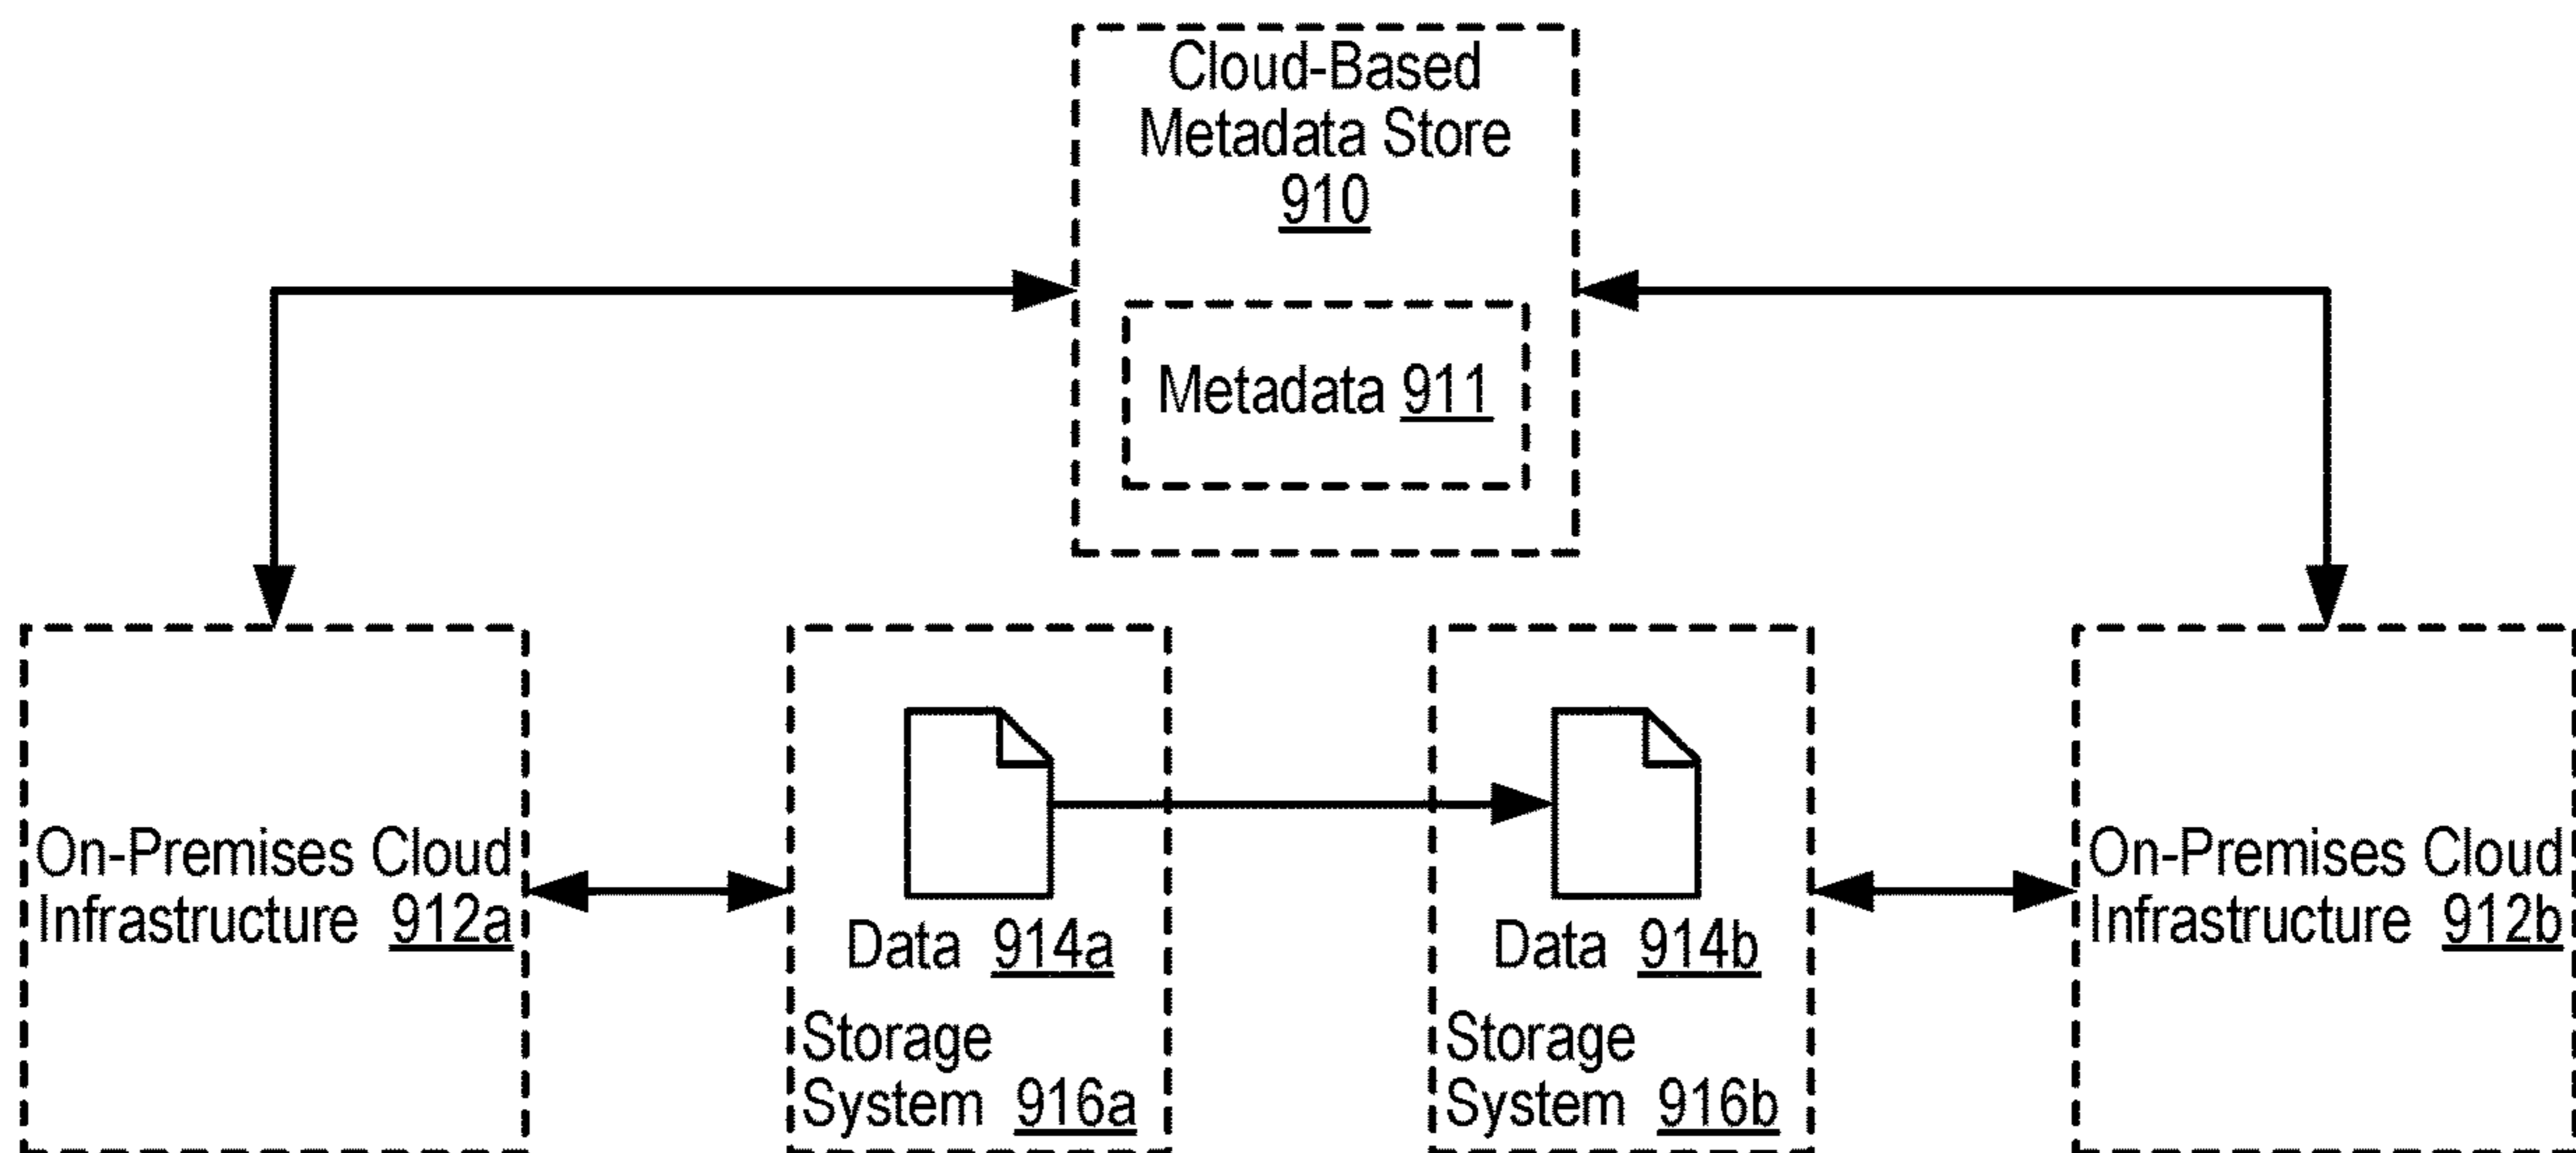 Cloud-Based
Metadata Store
910
Metadata 911
On-Premises Cloud
Infrastructure 912a
Data 914a
Storage
System 916a
Data 914b
Storage
System 916b
On-Premises Cloud
Infrastructure 912b